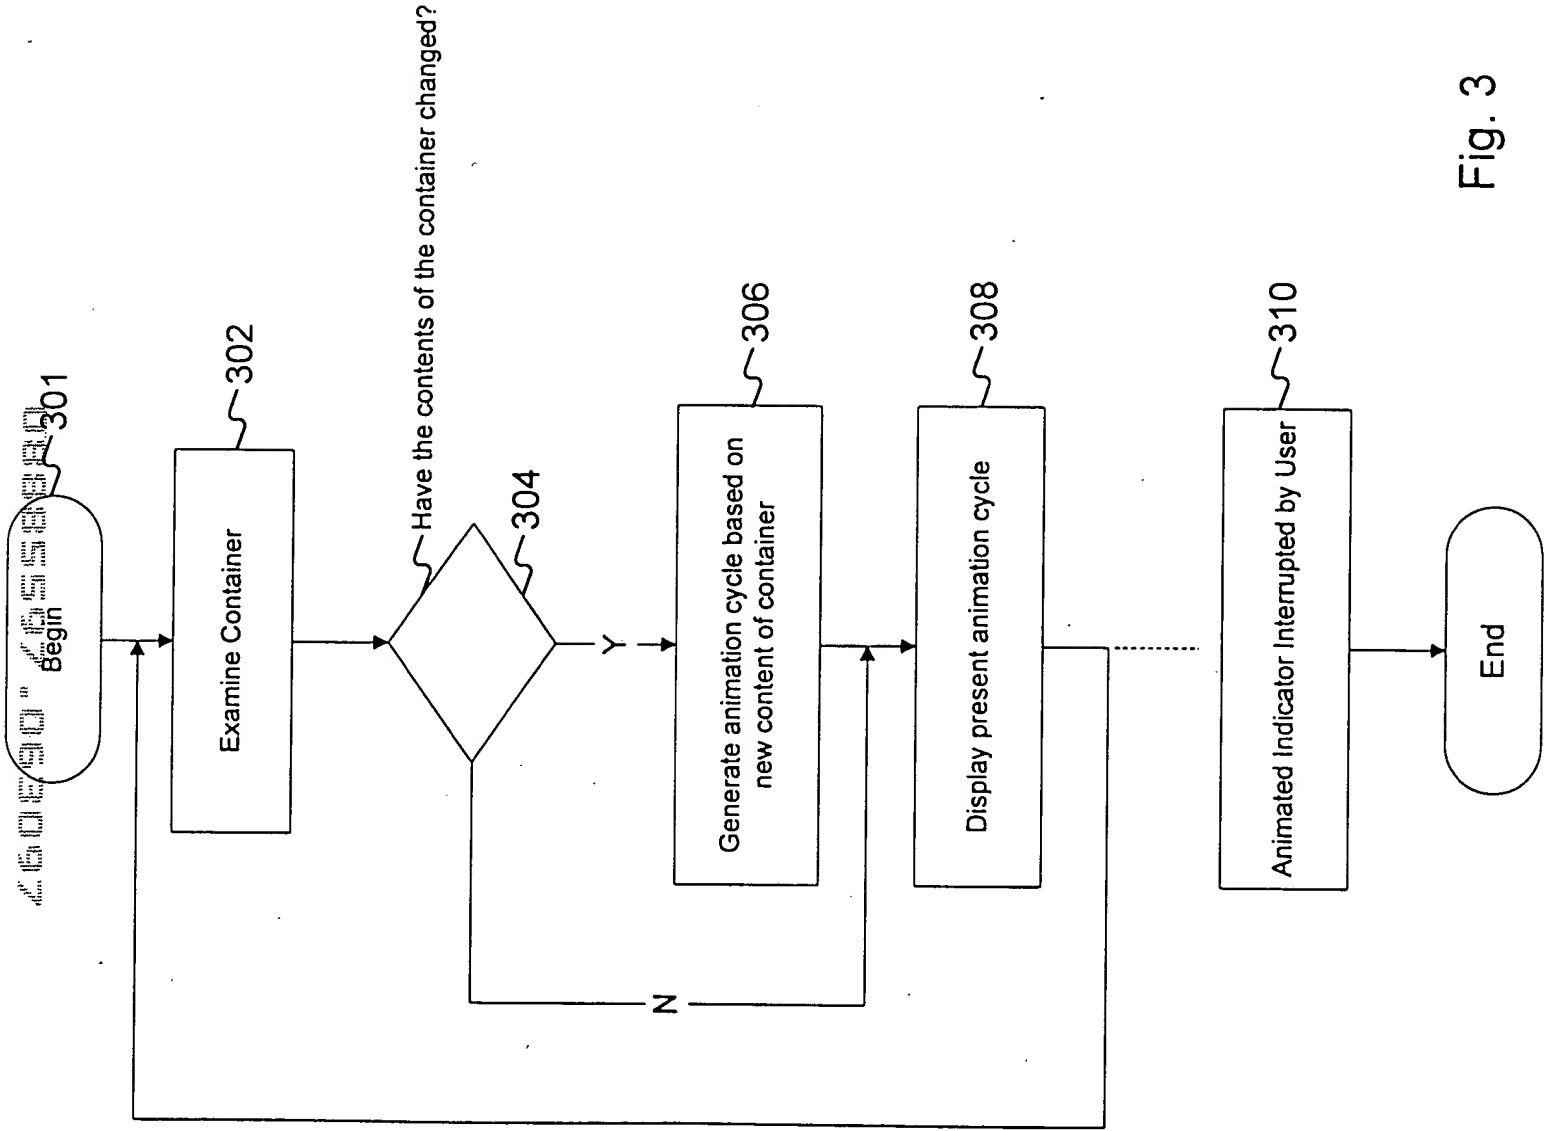 Begin
301
Examine Container
302
Have the contents of the container changed?
304
Y
N
Generate animation cycle based on
new content of container
306
Display present animation cycle
308
Animated Indicator Interrupted by User
310
End
Fig. 3